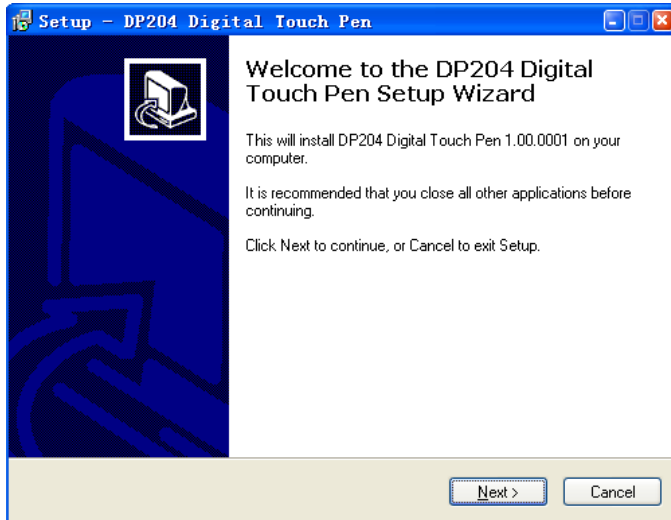 Setup - DP204 Digital Touch Pen
Welcome to the DP204 Digital
Touch Pen Setup Wizard
This will install DP204 Digital Touch Pen 1.00.0001 on your
computer.
It is recommended that you close all other applications before
continuing.
Click Next to continue, or Cancel to exit Setup.
Next >
Cancel